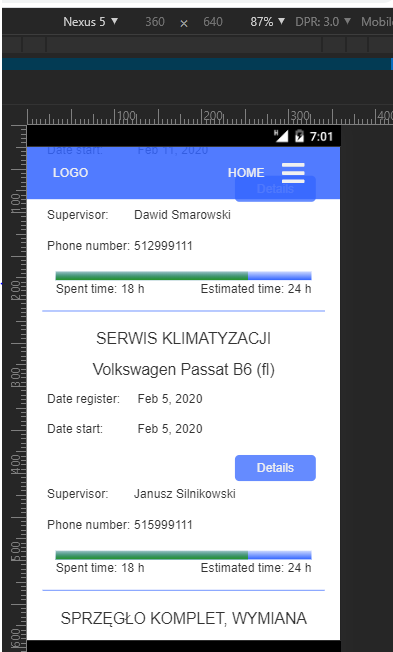 Nexus 5 ▼ 360 × 640 87% ▼ DPR: 3.0 ▼ Mobile
100 200 300 400
7:01
Date start: Feb 11, 2020
LOGO HOME
Details
Supervisor: Dawid Smarowski
Phone number: 512999111
Spent time: 18 h Estimated time: 24 h
SERWIS KLIMATYZACJI
Volkswagen Passat B6 (fl)
Date register: Feb 5, 2020
Date start: Feb 5, 2020
Details
Supervisor: Janusz Silnikowski
Phone number: 515999111
Spent time: 18 h Estimated time: 24 h
SPRZĘGŁO KOMPLET, WYMIANA
100
200
300
400
500
600